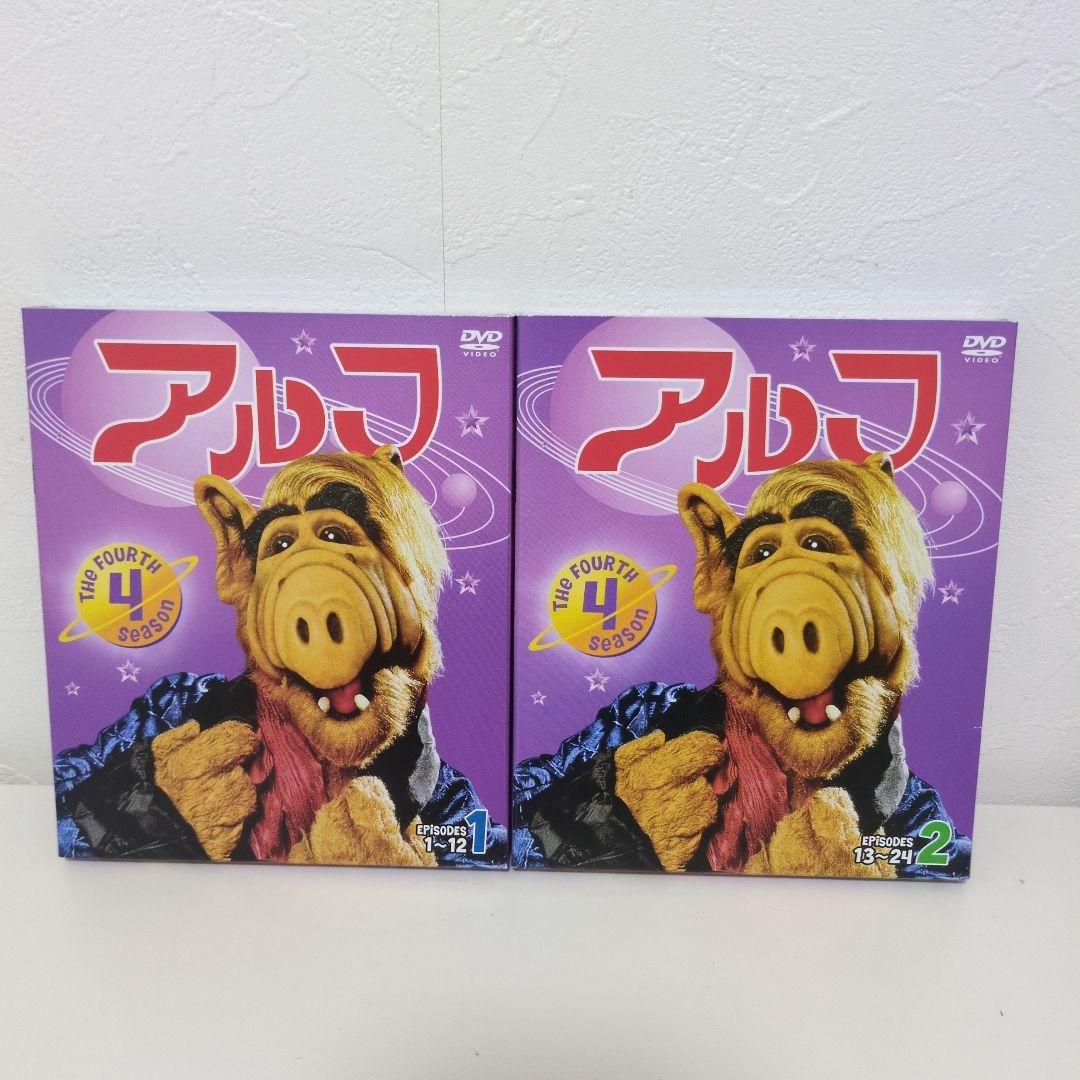 DVD
VIDEO
アルフ
THE FOURTH
4
season
EPISODES
1～12
1
DVD
VIDEO
アルフ
THE FOURTH
4
season
EPISODES
13～24
2